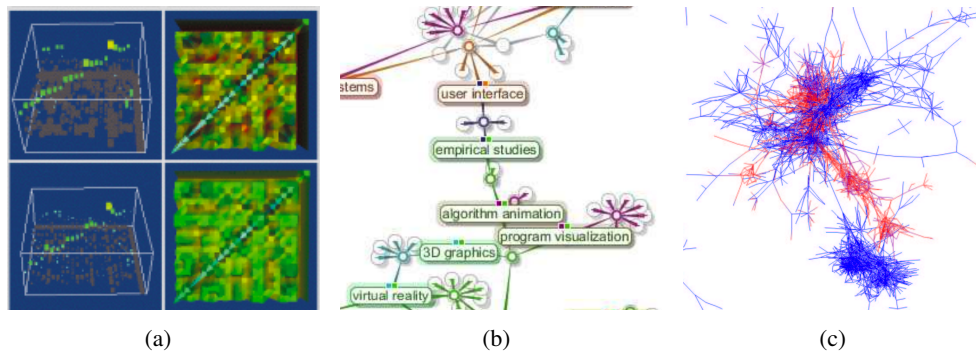 stems
user interface
empirical studies
algorithm animation
program visualization
3D graphics
virtual reality
(a)
(b)
(c)